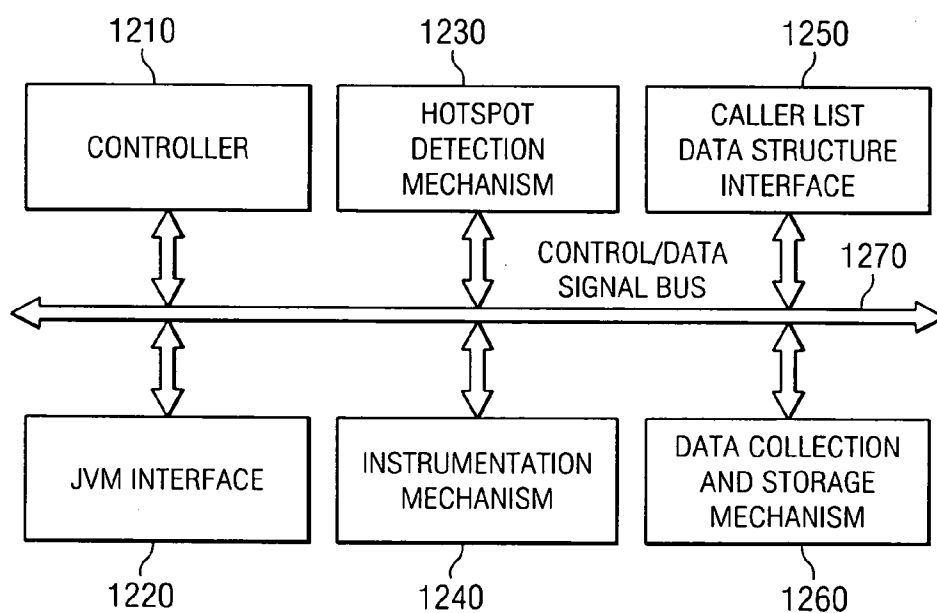 1210
1230
1250
CONTROLLER
HOTSPOT
DETECTION
MECHANISM
CALLER LIST
DATA STRUCTURE
INTERFACE
CONTROL/DATA
SIGNAL BUS
1270
JVM INTERFACE
INSTRUMENTATION
MECHANISM
DATA COLLECTION
AND STORAGE
MECHANISM
1220
1240
1260